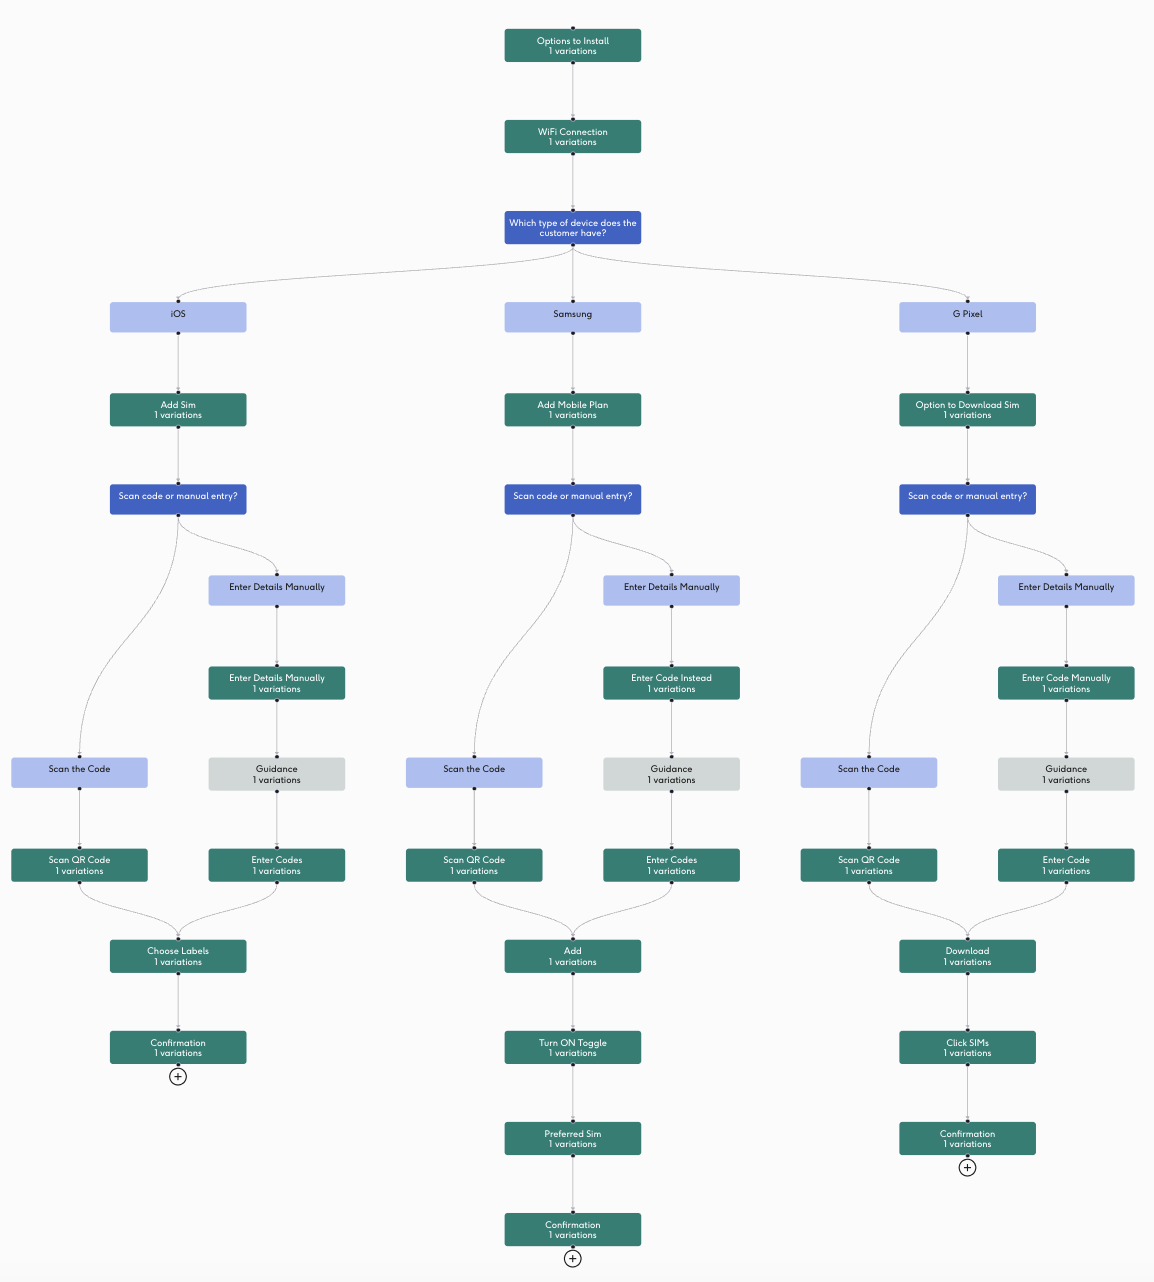 Options to Install
1 variations
WiFi Connection
1 variations
Which type of device does the
customer have?
iOS
Samsung
G Pixel
Add Sim
1 variations
Add Mobile Plan
1 variations
Option to Download Sim
1 variations
Scan code or manual entry?
Scan code or manual entry?
Scan code or manual entry?
Enter Details Manually
Enter Details Manually
Enter Details Manually
Enter Details Manually
1 variations
Enter Code Instead
1 variations
Enter Code Manually
1 variations
Scan the Code
Guidance
1 variations
Scan the Code
Guidance
1 variations
Scan the Code
Guidance
1 variations
Scan QR Code
1 variations
Enter Codes
1 variations
Scan QR Code
1 variations
Enter Codes
1 variations
Scan QR Code
1 variations
Enter Code
1 variations
Choose Labels
1 variations
Add
1 variations
Download
1 variations
Confirmation
1 variations
Turn ON Toggle
1 variations
Click SIMs
1 variations
Preferred Sim
1 variations
Confirmation
1 variations
Confirmation
1 variations